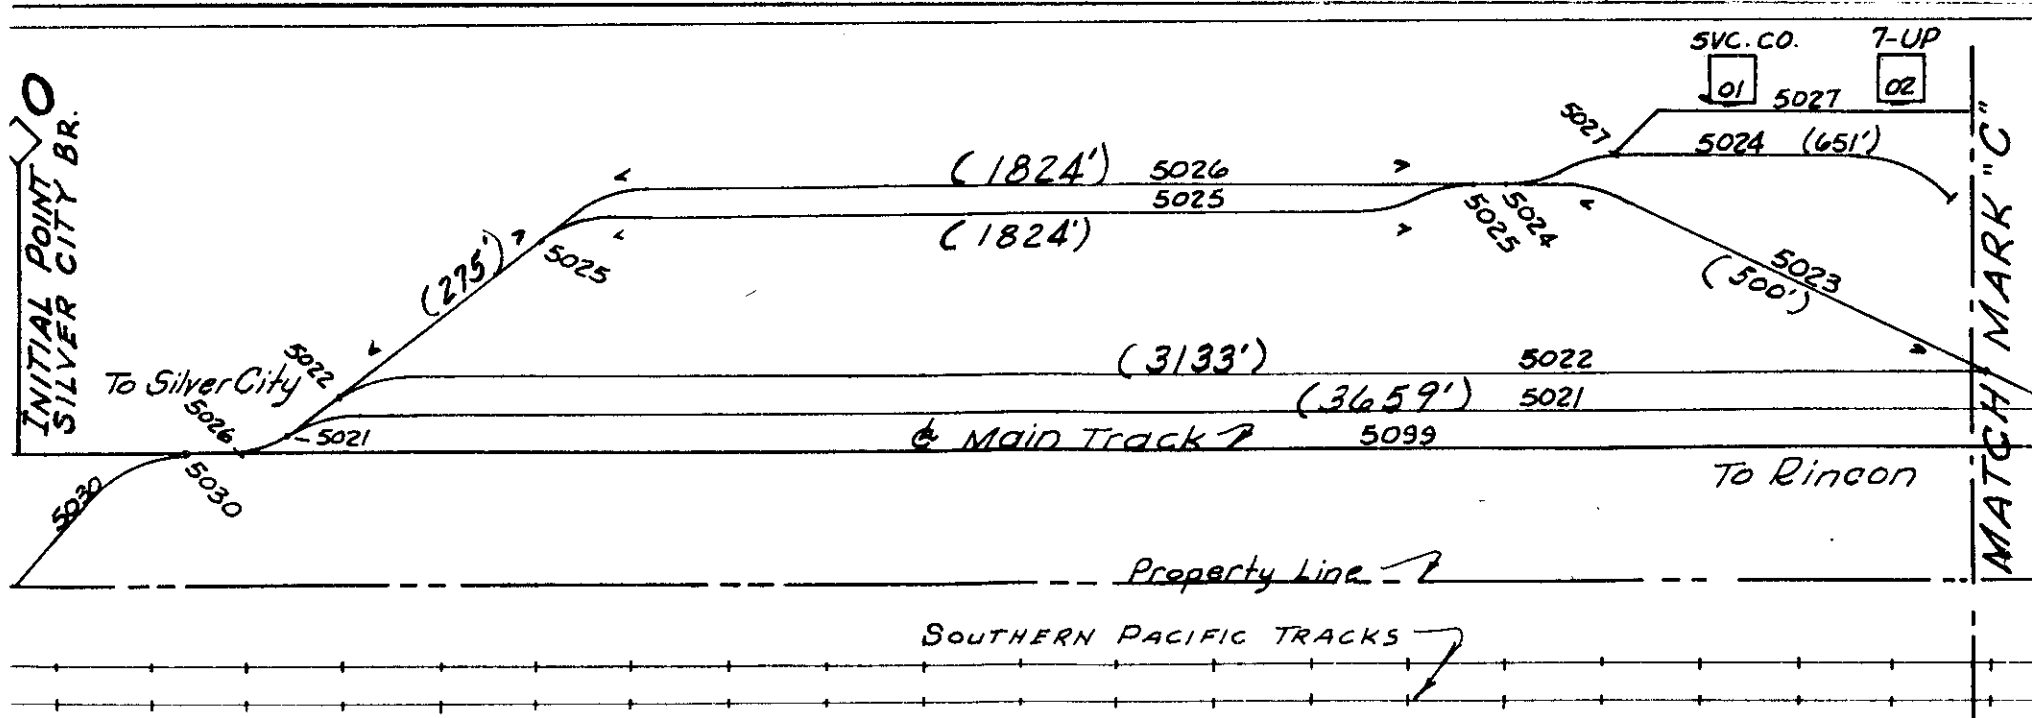 SVC. CO.
7-UP
01
02
5027
5027
5024 (651')
INITIAL POINT
SILVER CITY BR.
0
(1824') 5026
5025
(1824')
5025
5024
5025
(275')
5023
(500')
MATCH MARK "C"
5022
To Silver City
(3133') 5022
(3659') 5021
5026
5021
℄ Main Track 5099
5030
5030
To Rincon
Property Line
SOUTHERN PACIFIC TRACKS